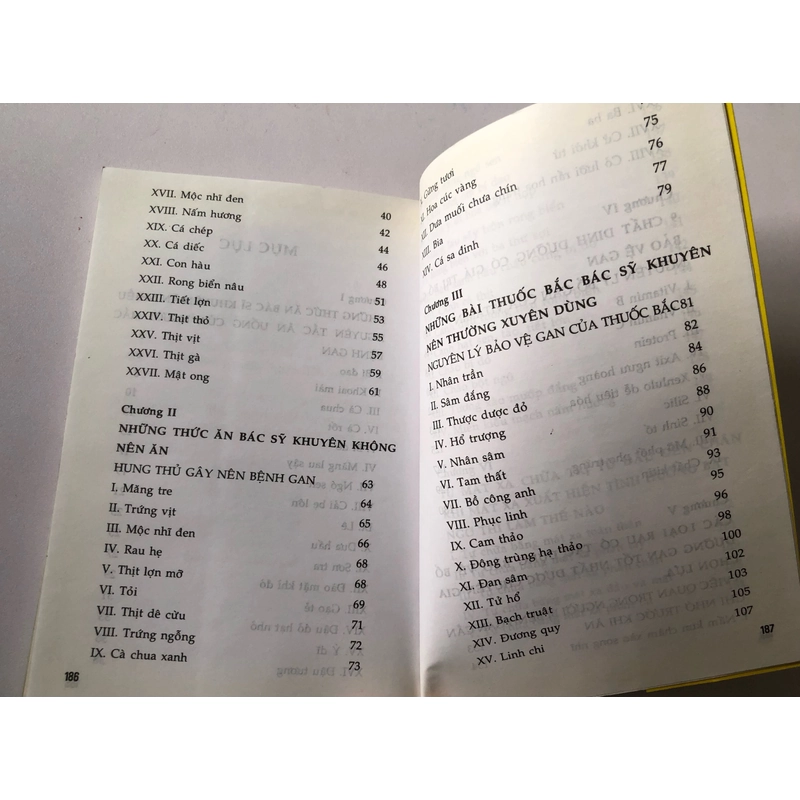 XVII. Mộc nhĩ đen 40
XVIII. Nấm hương 42
XIX. Cá chép 44
XX. Cá diếc 46
XXI. Con hàu 48
XXII. Rong biển nâu 51
XXIII. Tiết lợn 53
XXIV. Thịt thỏ 55
XXV. Thịt vịt 57
XXVI. Thịt gà 59
XXVII. Mật ong 61
Chương II
NHỮNG THỨC ĂN BÁC SỸ KHUYÊN KHÔNG
NÊN ĂN
HUNG THỦ GÂY NÊN BỆNH GAN 63
I. Măng tre 64
II. Trứng vịt 65
III. Mộc nhĩ đen 66
IV. Rau hẹ 68
V. Thịt lợn mỡ 68
VI. Tỏi 69
VII. Thịt dê cừu 71
VIII. Trứng ngỗng 72
IX. Cà chua xanh 73
186
Gừng tươi
Hoa cúc vàng 75
XII. Dưa muối chưa chín 76
XIII. Bia 77
XIV. Cá sa đinh 79
Chương III
NHỮNG BÀI THUỐC BẮC BÁC SỸ KHUYÊN
NÊN THƯỜNG XUYÊN DÙNG
NGUYÊN LÝ BẢO VỆ GAN CỦA THUỐC BẮC81
I. Nhân trần 82
II. Sâm đắng 84
III. Thược dược đỏ 86
IV. Hổ trượng 88
V. Nhân sâm 90
VI. Tam thất 91
VII. Bồ công anh 93
VIII. Phục linh 95
IX. Cam thảo 96
X. Đông trùng hạ thảo 98
XI. Đan sâm 100
XII. Tử hổ 102
XIII. Bạch truật 103
XIV. Đương quy 105
XV. Linh chi 107
187